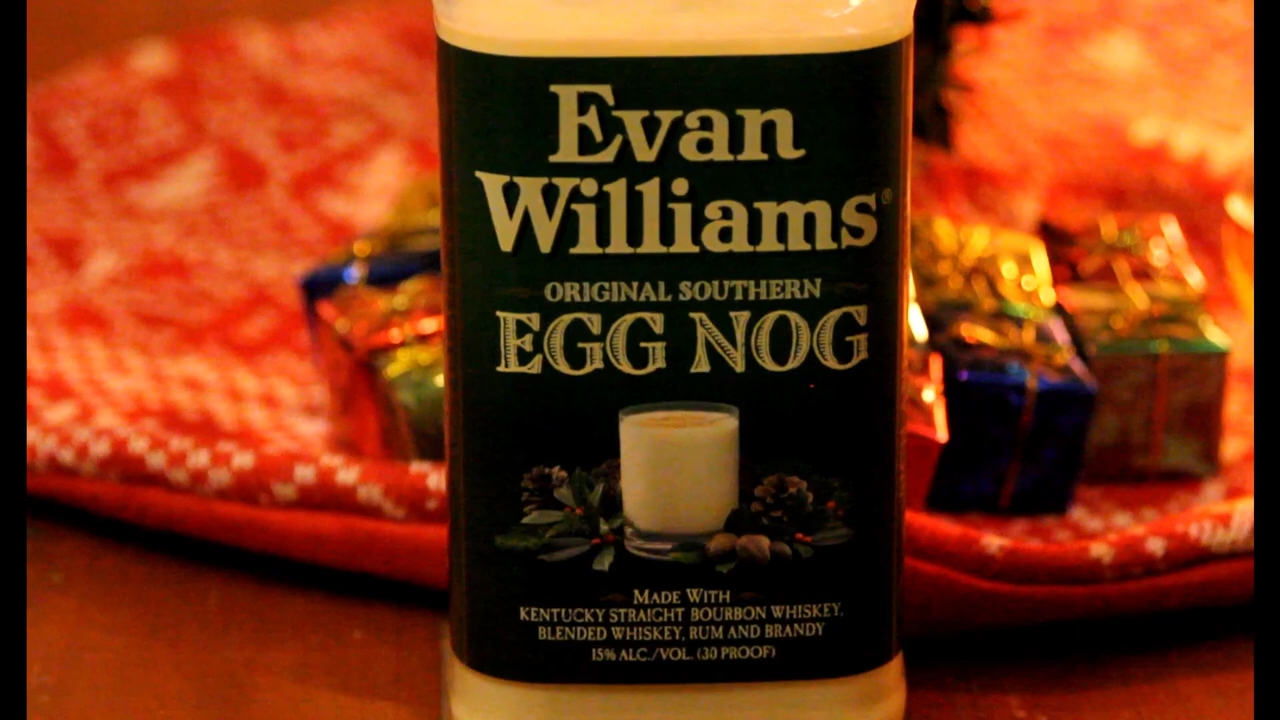 Evan
Williams®
ORIGINAL SOUTHERN
EGG NOG
MADE WITH
KENTUCKY STRAIGHT BOURBON WHISKEY,
BLENDED WHISKEY, RUM AND BRANDY
15% ALC./VOL. (30 PROOF)